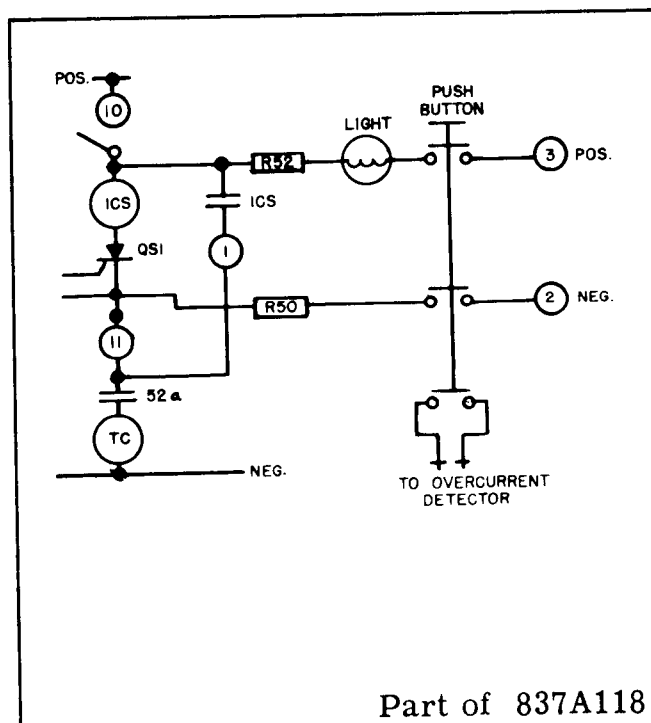 POS.
10
PUSH
BUTTON
LIGHT
R52
3 POS.
ICS
ICS
QS1
1
R50
2 NEG.
11
52a
TC
NEG.
TO OVERCURRENT
DETECTOR
Part of 837A118